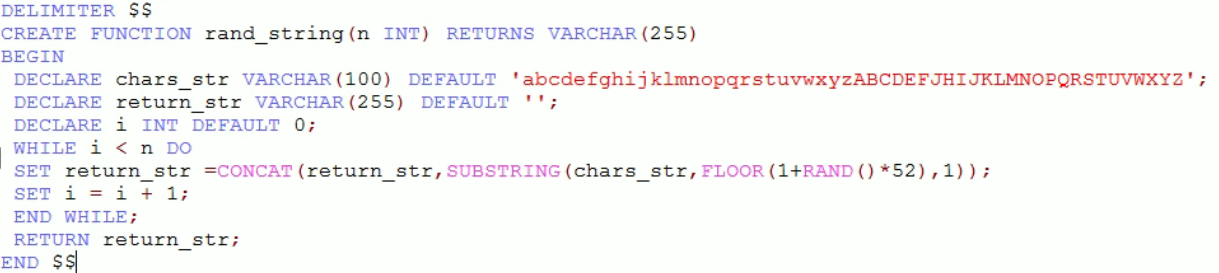 DELIMITER $$
CREATE FUNCTION rand_string(n INT) RETURNS VARCHAR(255)
BEGIN
 DECLARE chars_str VARCHAR(100) DEFAULT 'abcdefghijklmnopqrstuvwxyzABCDEFJHIJKLMNOPQRSTUVWXYZ';
 DECLARE return_str VARCHAR(255) DEFAULT '';
 DECLARE i INT DEFAULT 0;
 WHILE i < n DO
 SET return_str =CONCAT(return_str,SUBSTRING(chars_str,FLOOR(1+RAND()*52),1));
 SET i = i + 1;
 END WHILE;
 RETURN return_str;
END $$